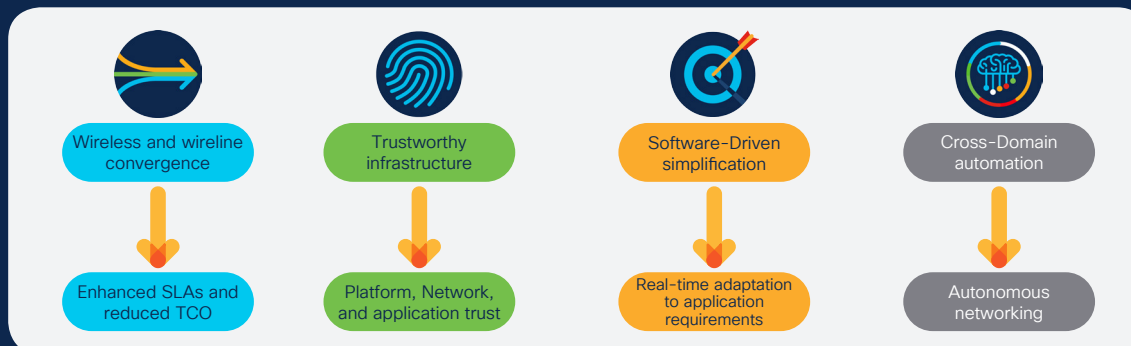 Wireless and wireline
convergence
Trustworthy
infrastructure
Software-Driven
simplification
Cross-Domain
automation
Enhanced SLAs and
reduced TCO
Platform, Network,
and application trust
Real-time adaptation
to application
requirements
Autonomous
networking